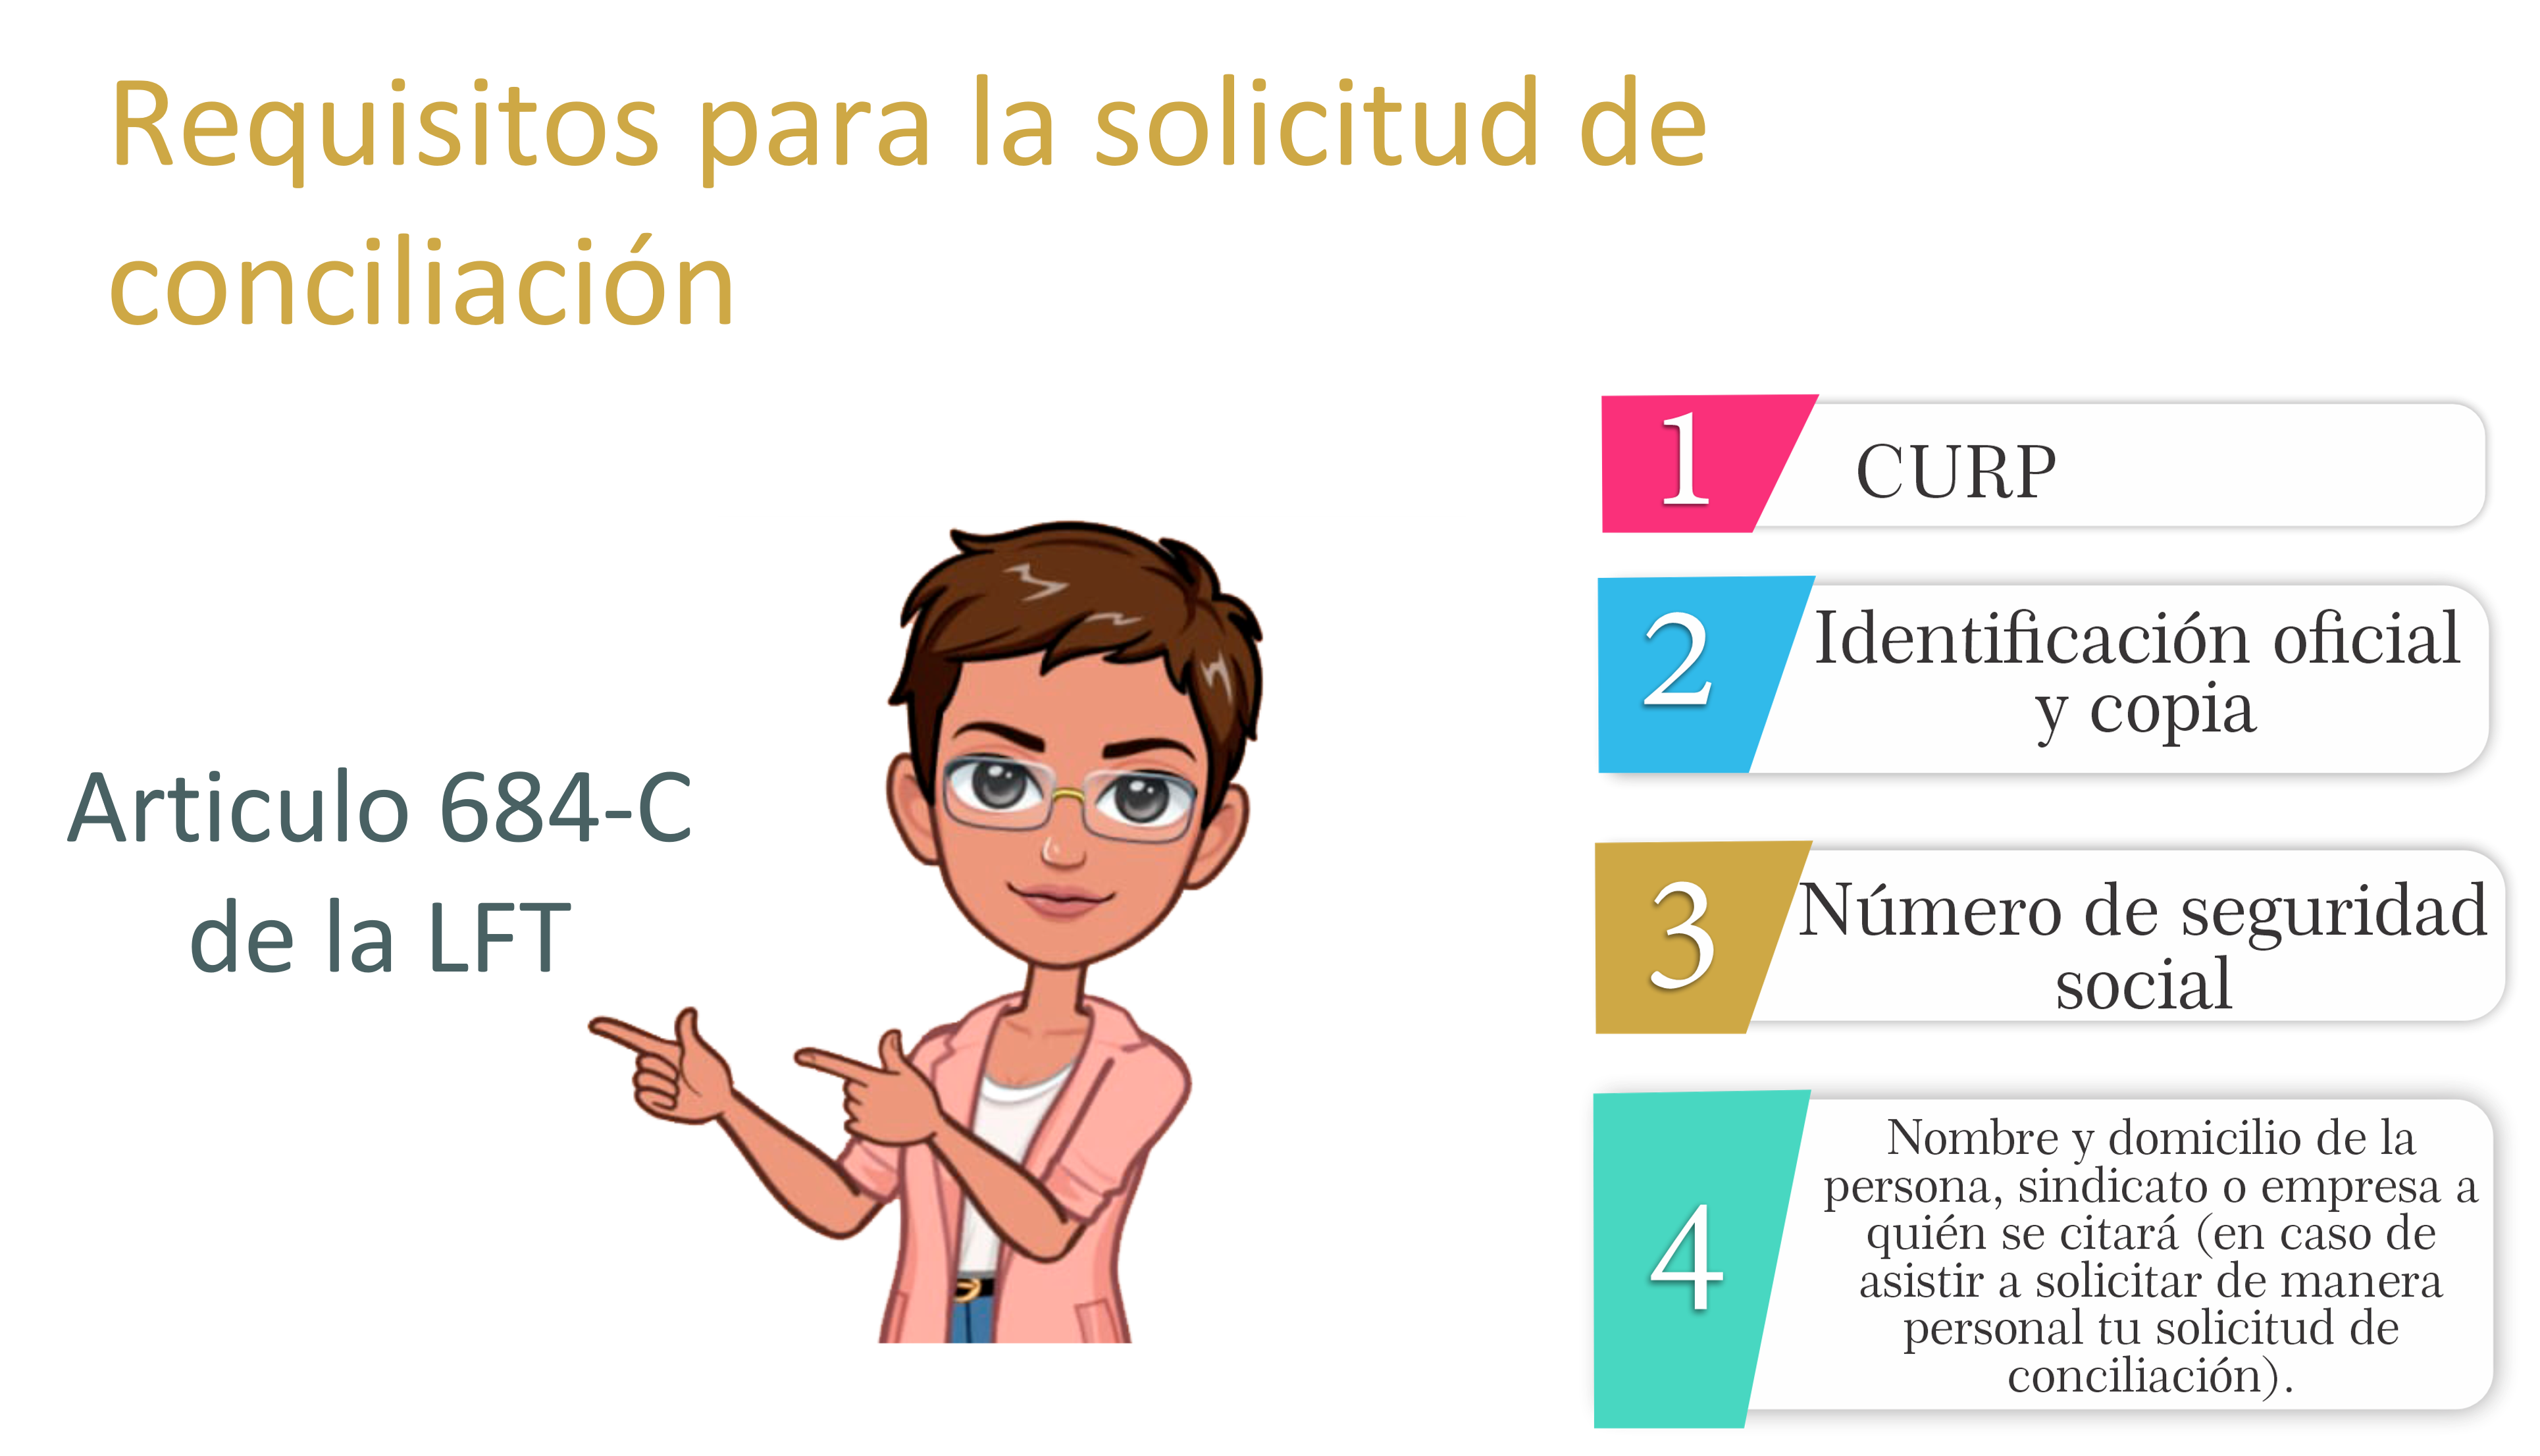 Requisitos para la solicitud de
conciliación
Articulo 684-C
de la LFT
1
CURP
2
Identificación oficial
y copia
3
Número de seguridad
social
4
Nombre y domicilio de la
persona, sindicato o empresa a
quién se citará (en caso de
asistir a solicitar de manera
personal tu solicitud de
conciliación).